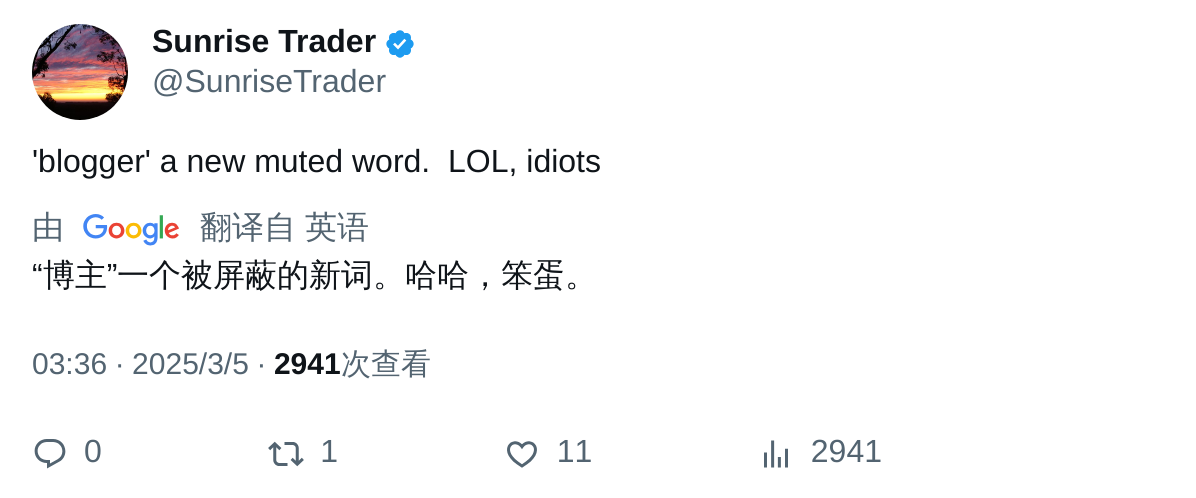 Sunrise Trader
@SunriseTrader
'blogger' a new muted word.  LOL, idiots
由 Google 翻译自 英语
“博主”一个被屏蔽的新词。哈哈，笨蛋。
03:36 · 2025/3/5 · 2941次查看
0 1 11 2941